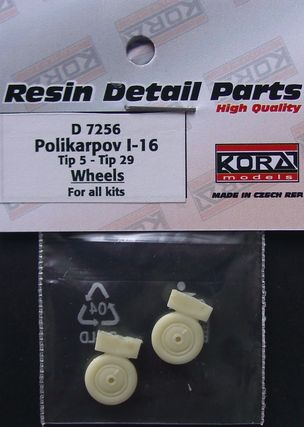 Resin Detail Parts
High Quality
D 7256
Polikarpov I-16
Tip 5 - Tip 29
Wheels
For all kits
KORA
models
MADE IN CZECH REP.
04